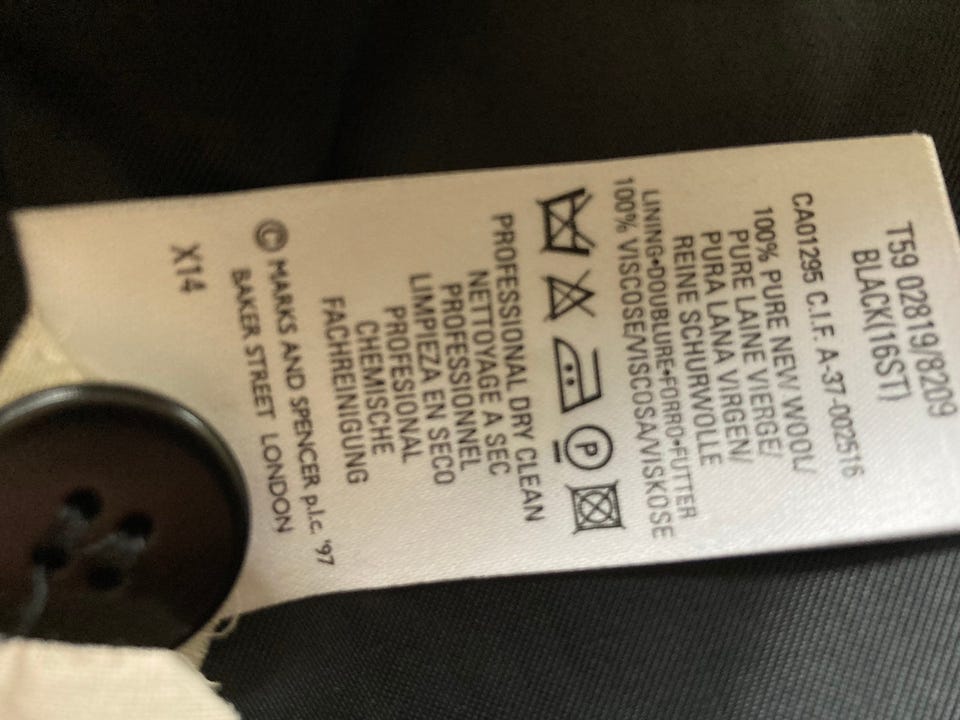 T59 02819/8209
BLACK(16ST)
CA01295 C.I.F. A-37-002516
100% PURE NEW WOOL/
PURE LAINE VIERGE/
PURA LANA VIRGEN/
REINE SCHURWOLLE
LINING•DOUBLURE•FORRO•FUTTER
100% VISCOSE/VISCOSA/VISKOSE
P
PROFESSIONAL DRY CLEAN
NETTOYAGE A SEC
PROFESSIONNEL
LIMPIEZA EN SECO
PROFESIONAL
CHEMISCHE
FACHREINIGUNG
© MARKS AND SPENCER p.l.c. '97
BAKER STREET LONDON
X14